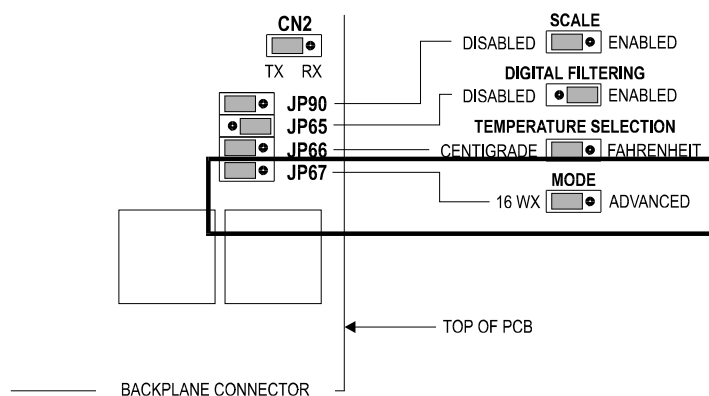 CN2
TX RX
JP90
JP65
JP66
JP67
SCALE
DISABLED ENABLED
DIGITAL FILTERING
DISABLED ENABLED
TEMPERATURE SELECTION
CENTIGRADE FAHRENHEIT
MODE
16 WX ADVANCED
TOP OF PCB
BACKPLANE CONNECTOR